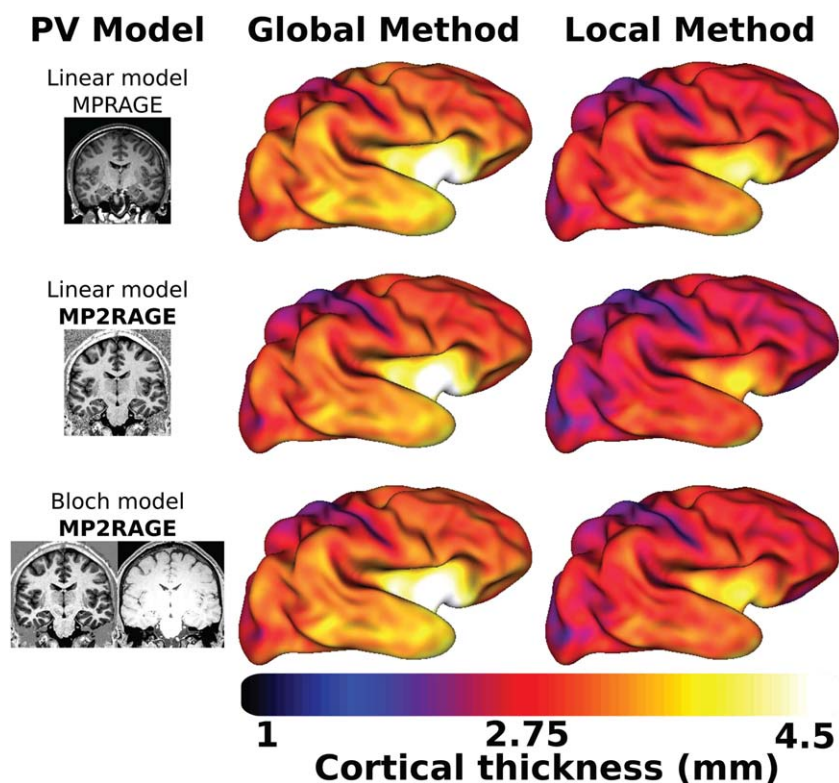 PV Model Global Method Local Method
Linear model
MPRAGE
Linear model
MP2RAGE
Bloch model
MP2RAGE
1 2.75 4.5
Cortical thickness (mm)